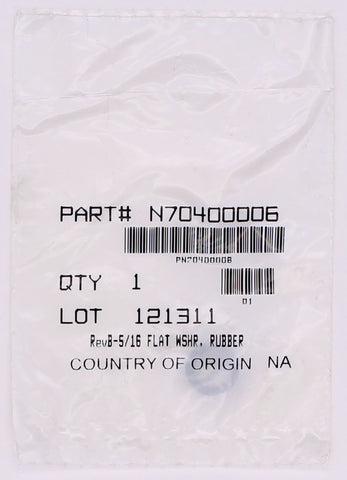 PART# N70400006
PN70400006
QTY 1
01
LOT 121311
RevB-5/16 FLAT WSHR, RUBBER
COUNTRY OF ORIGIN NA